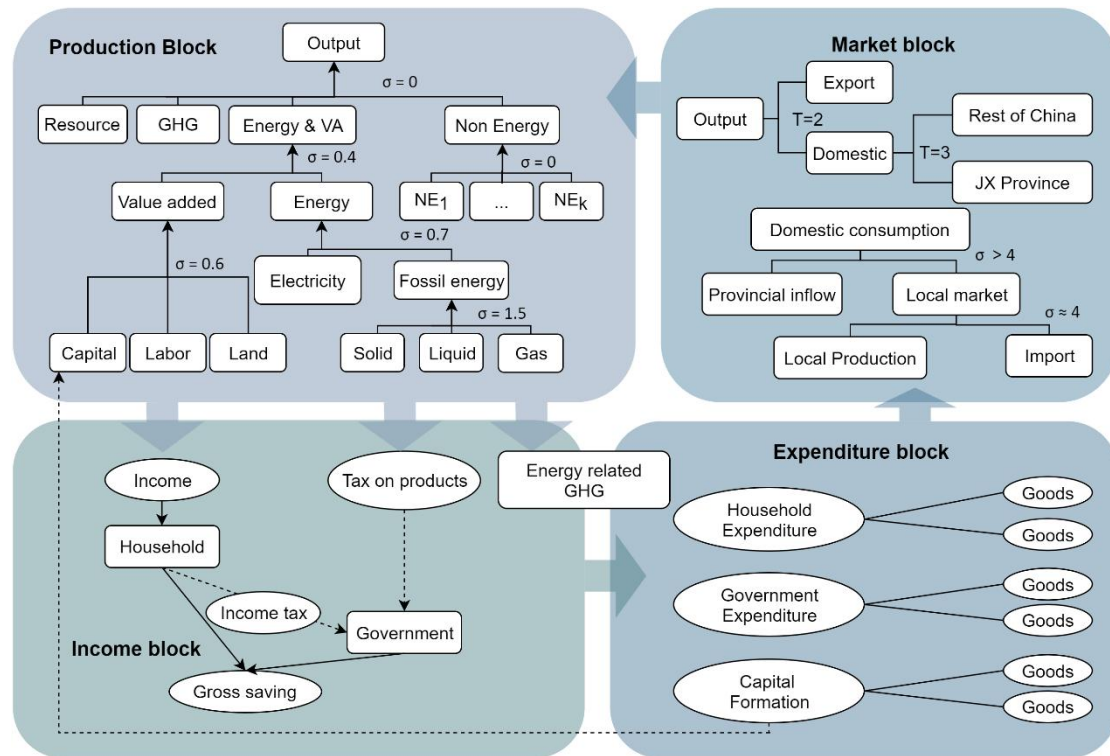 Production Block
Output
σ = 0
Resource
GHG
Energy & VA
Non Energy
σ = 0.4
σ = 0
Value added
Energy
NE1
...
NEk
σ = 0.7
σ = 0.6
Electricity
Fossil energy
σ = 1.5
Capital
Labor
Land
Solid
Liquid
Gas
Market block
Export
Output
T=2
Rest of China
Domestic
T=3
JX Province
Domestic consumption
σ > 4
Provincial inflow
Local market
σ ≈ 4
Local Production
Import
Income
Tax on products
Energy related
GHG
Household
Income tax
Government
Income block
Gross saving
Expenditure block
Household
Expenditure
Goods
Goods
Government
Expenditure
Goods
Goods
Capital
Formation
Goods
Goods